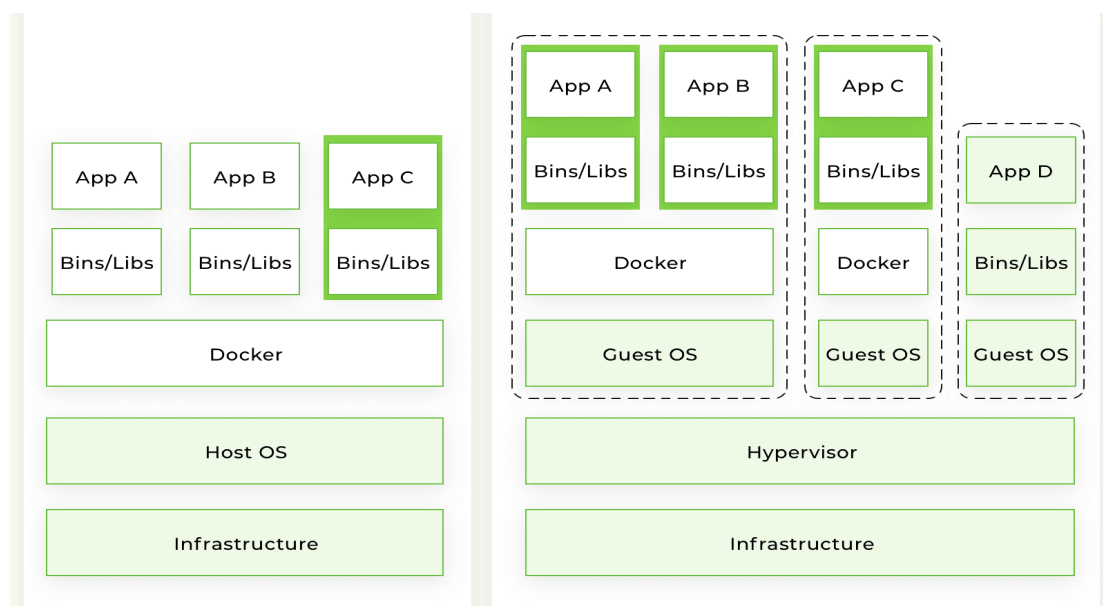 App A
App B
App C
Bins/Libs
Bins/Libs
Bins/Libs
Docker
Host OS
Infrastructure
App A
App B
App C
App D
Bins/Libs
Bins/Libs
Bins/Libs
Bins/Libs
Docker
Docker
Guest OS
Guest OS
Guest OS
Hypervisor
Infrastructure